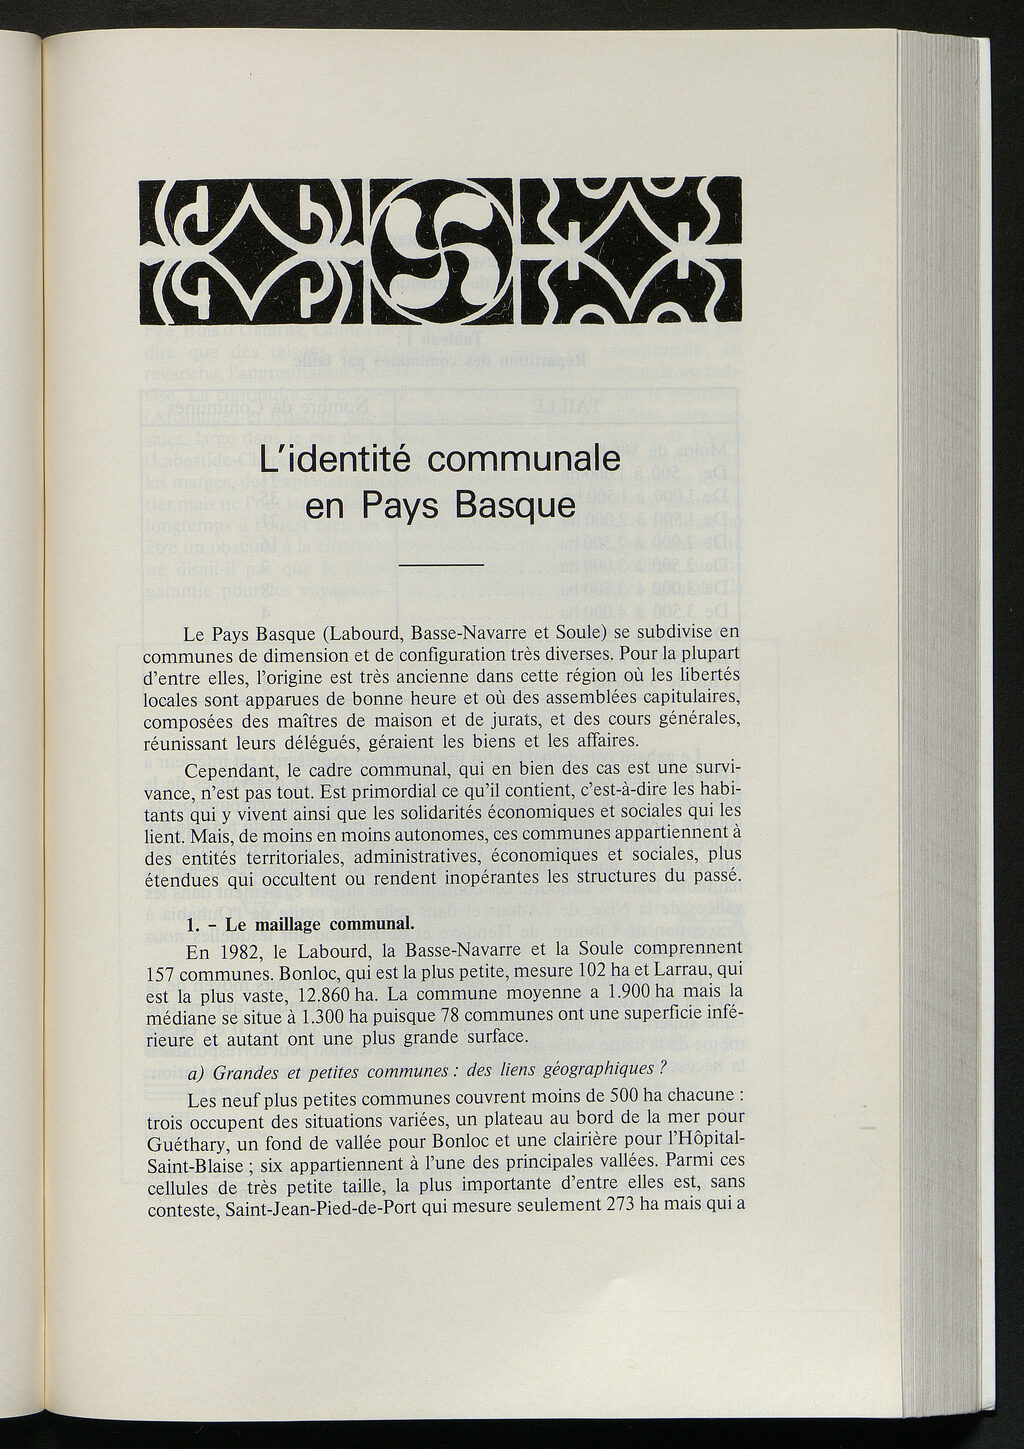 L'identité communale
en Pays Basque
Le Pays Basque (Labourd, Basse-Navarre et Soule) se subdivise en
communes de dimension et de configuration très diverses. Pour la plupart
d'entre elles, l'origine est très ancienne dans cette région où les libertés
locales sont apparues de bonne heure et où des assemblées capitulaires,
composées des maîtres de maison et de jurats, et des cours générales,
réunissant leurs délégués, géraient les biens et les affaires.
Cependant, le cadre communal, qui en bien des cas est une survi-
vance, n'est pas tout. Est primordial ce qu'il contient, c'est-à-dire les habi-
tants qui y vivent ainsi que les solidarités économiques et sociales qui les
lient. Mais, de moins en moins autonomes, ces communes appartiennent à
des entités territoriales, administratives, économiques et sociales, plus
étendues qui occultent ou rendent inopérantes les structures du passé.
1. – Le maillage communal.
En 1982, le Labourd, la Basse-Navarre et la Soule comprennent
157 communes. Bonloc, qui est la plus petite, mesure 102 ha et Larrau, qui
est la plus vaste, 12.860 ha. La commune moyenne a 1.900 ha mais la
médiane se situe à 1.300 ha puisque 78 communes ont une superficie infé-
rieure et autant ont une plus grande surface.
a) Grandes et petites communes : des liens géographiques ?
Les neuf plus petites communes couvrent moins de 500 ha chacune :
trois occupent des situations variées, un plateau au bord de la mer pour
Guéthary, un fond de vallée pour Bonloc et une clairière pour l'Hôpital-
Saint-Blaise ; six appartiennent à l'une des principales vallées. Parmi ces
cellules de très petite taille, la plus importante d'entre elles est, sans
conteste, Saint-Jean-Pied-de-Port qui mesure seulement 273 ha mais qui a